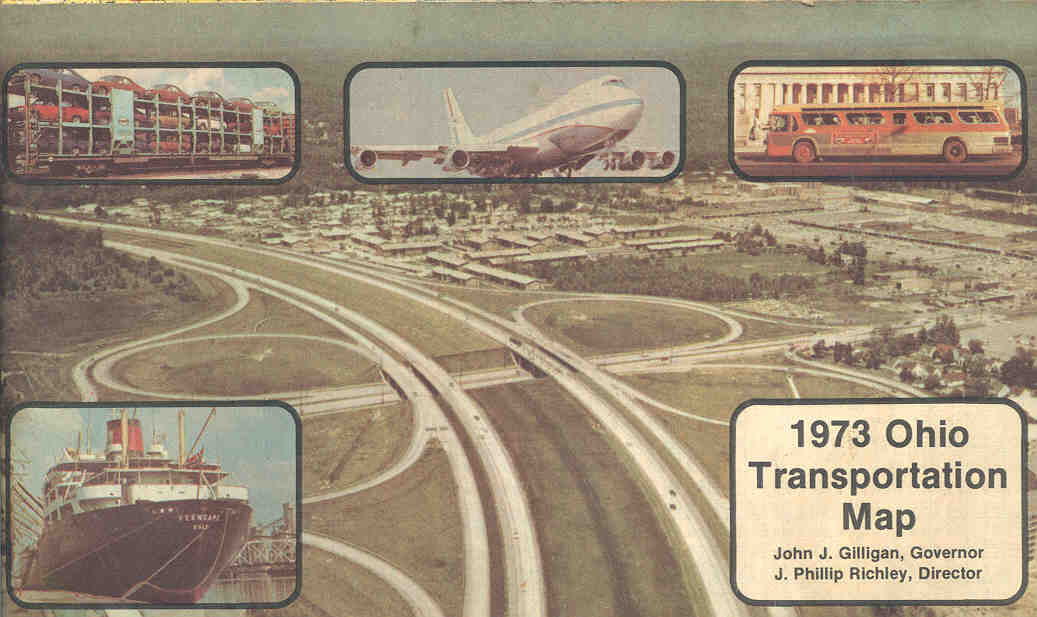 1973 Ohio
Transportation
Map
John J. Gilligan, Governor
J. Phillip Richley, Director